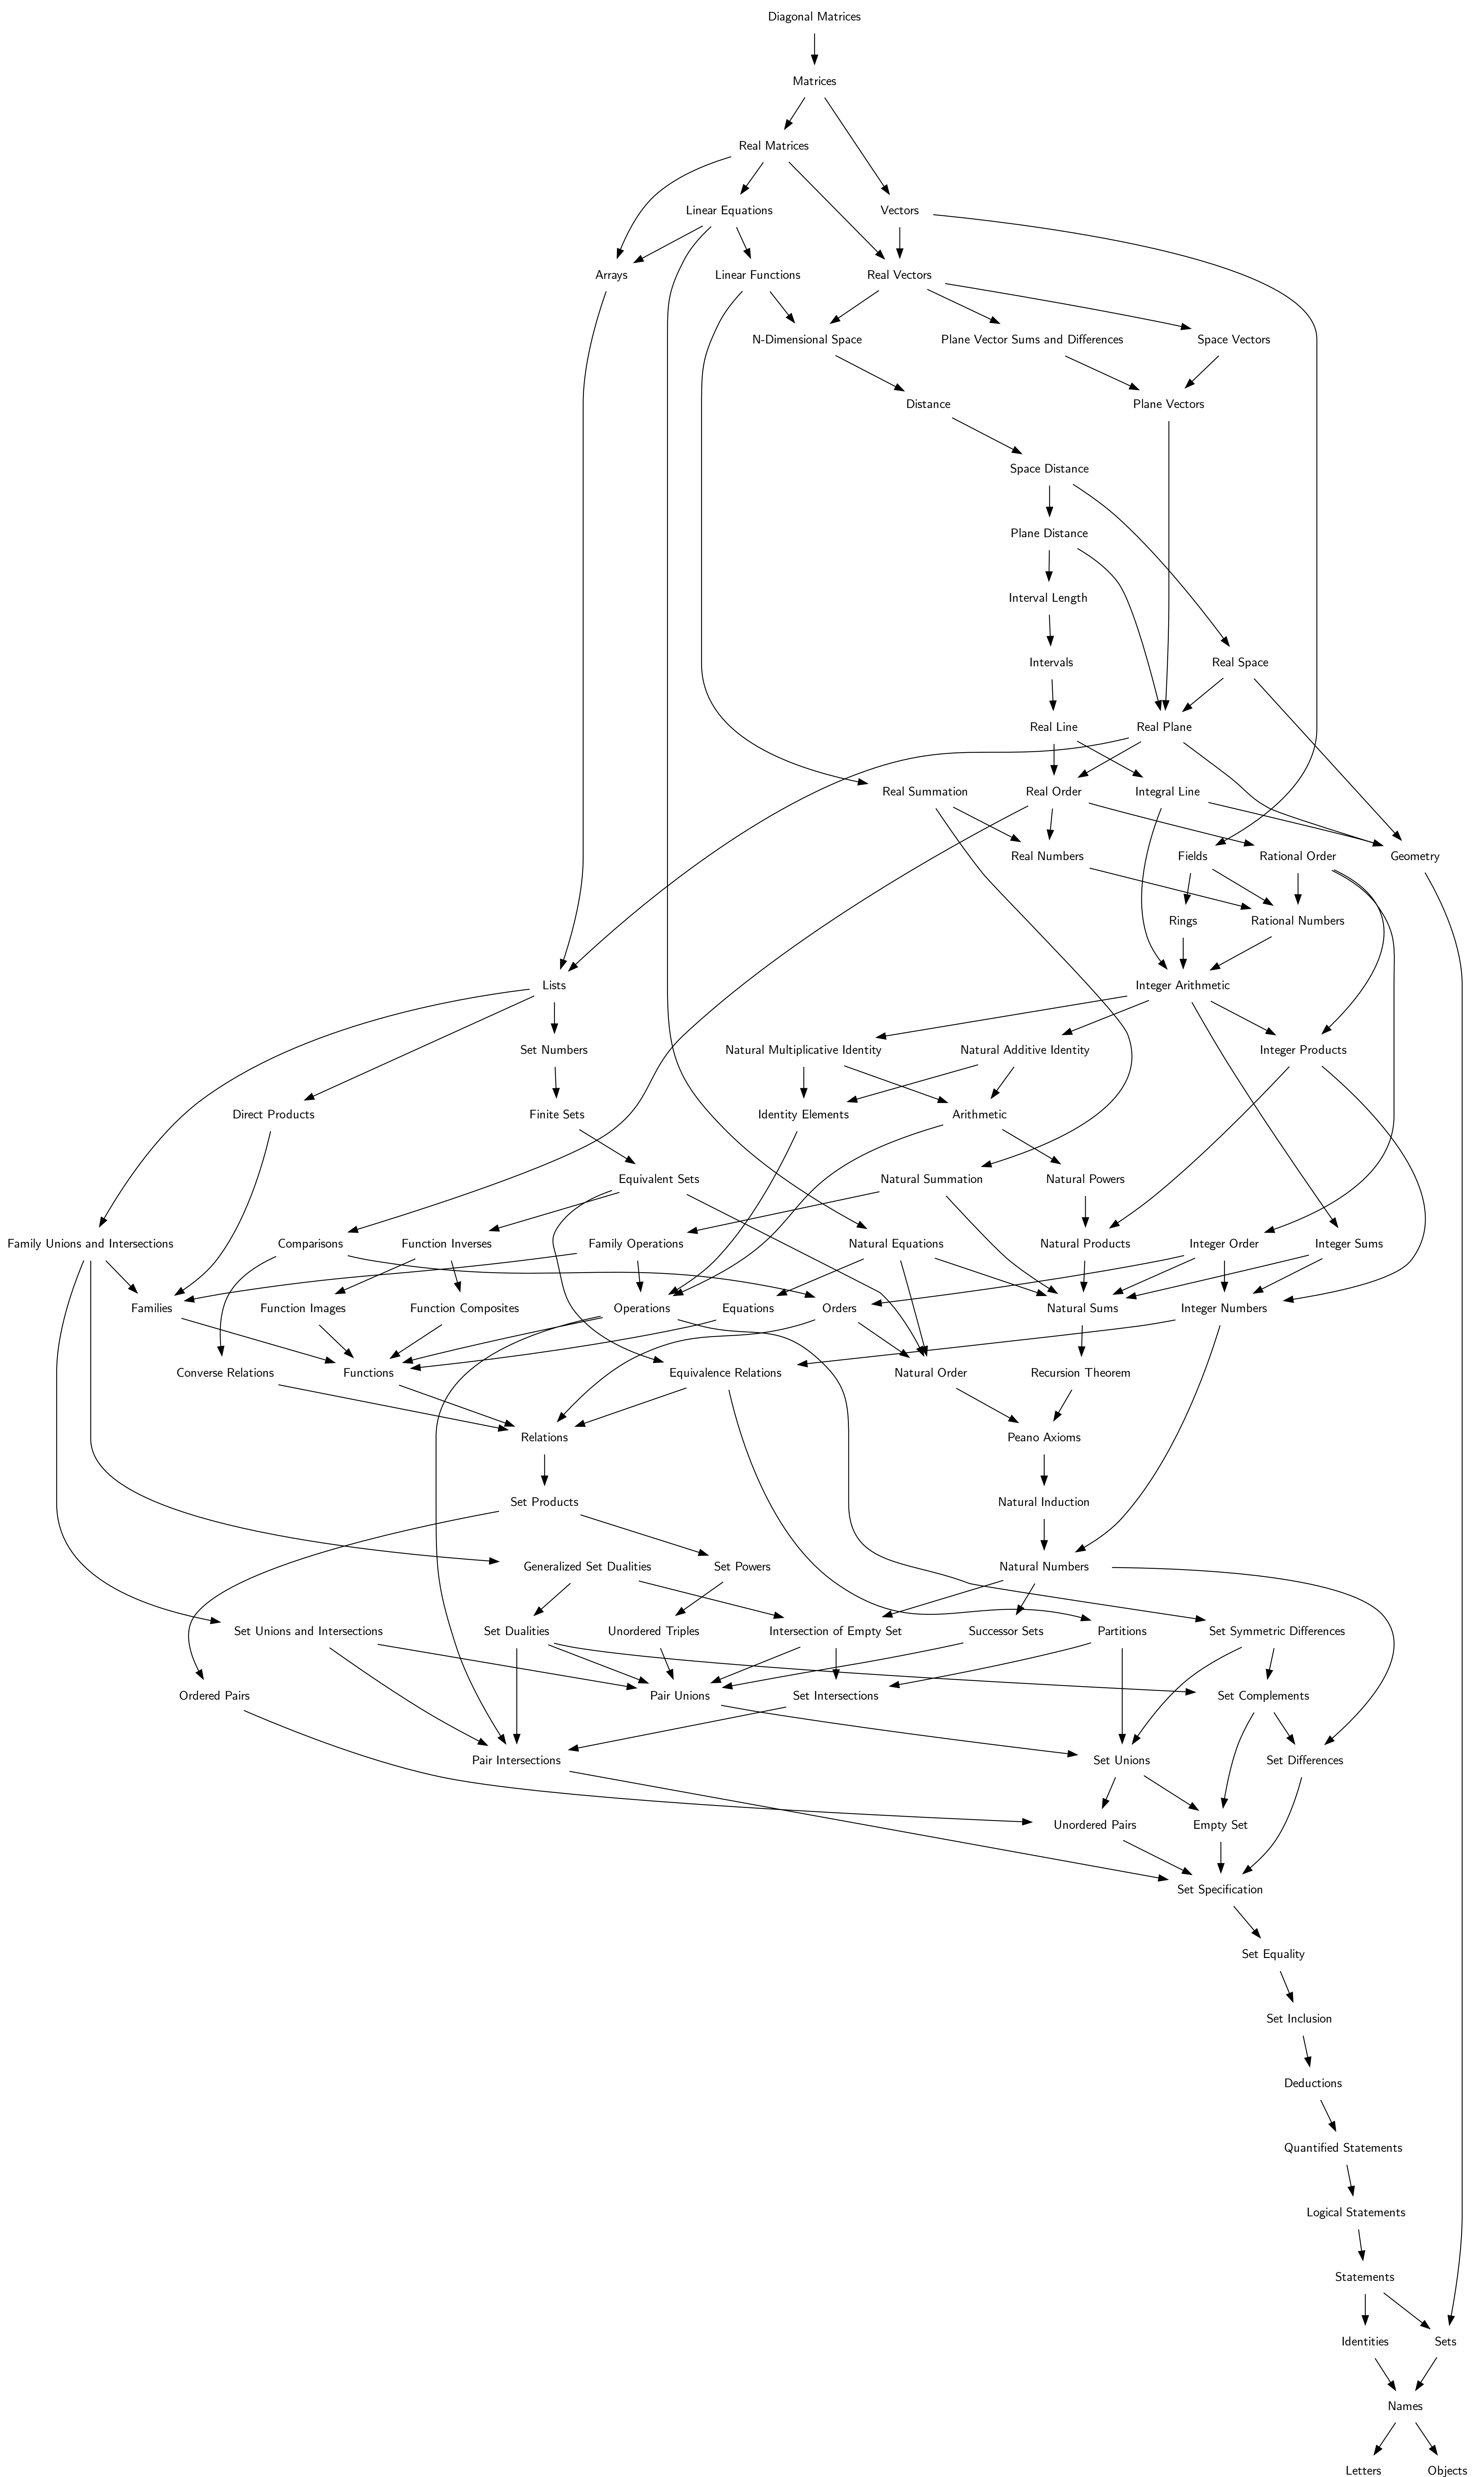 Diagonal Matrices
Matrices
Real Matrices
Linear Equations
Vectors
Arrays
Linear Functions
Real Vectors
N-Dimensional Space
Plane Vector Sums and Differences
Space Vectors
Distance
Plane Vectors
Space Distance
Plane Distance
Interval Length
Intervals
Real Space
Real Line
Real Plane
Real Summation
Real Order
Integral Line
Real Numbers
Fields
Rational Order
Geometry
Rings
Rational Numbers
Lists
Integer Arithmetic
Set Numbers
Natural Multiplicative Identity
Natural Additive Identity
Integer Products
Direct Products
Finite Sets
Identity Elements
Arithmetic
Equivalent Sets
Natural Summation
Natural Powers
Family Unions and Intersections
Comparisons
Function Inverses
Family Operations
Natural Equations
Natural Products
Integer Order
Integer Sums
Families
Function Images
Function Composites
Operations
Equations
Orders
Natural Sums
Integer Numbers
Converse Relations
Functions
Equivalence Relations
Natural Order
Recursion Theorem
Relations
Peano Axioms
Set Products
Natural Induction
Generalized Set Dualities
Set Powers
Natural Numbers
Set Unions and Intersections
Set Dualities
Unordered Triples
Intersection of Empty Set
Successor Sets
Partitions
Set Symmetric Differences
Ordered Pairs
Pair Unions
Set Intersections
Set Complements
Pair Intersections
Set Unions
Set Differences
Unordered Pairs
Empty Set
Set Specification
Set Equality
Set Inclusion
Deductions
Quantified Statements
Logical Statements
Statements
Identities
Sets
Names
Letters
Objects